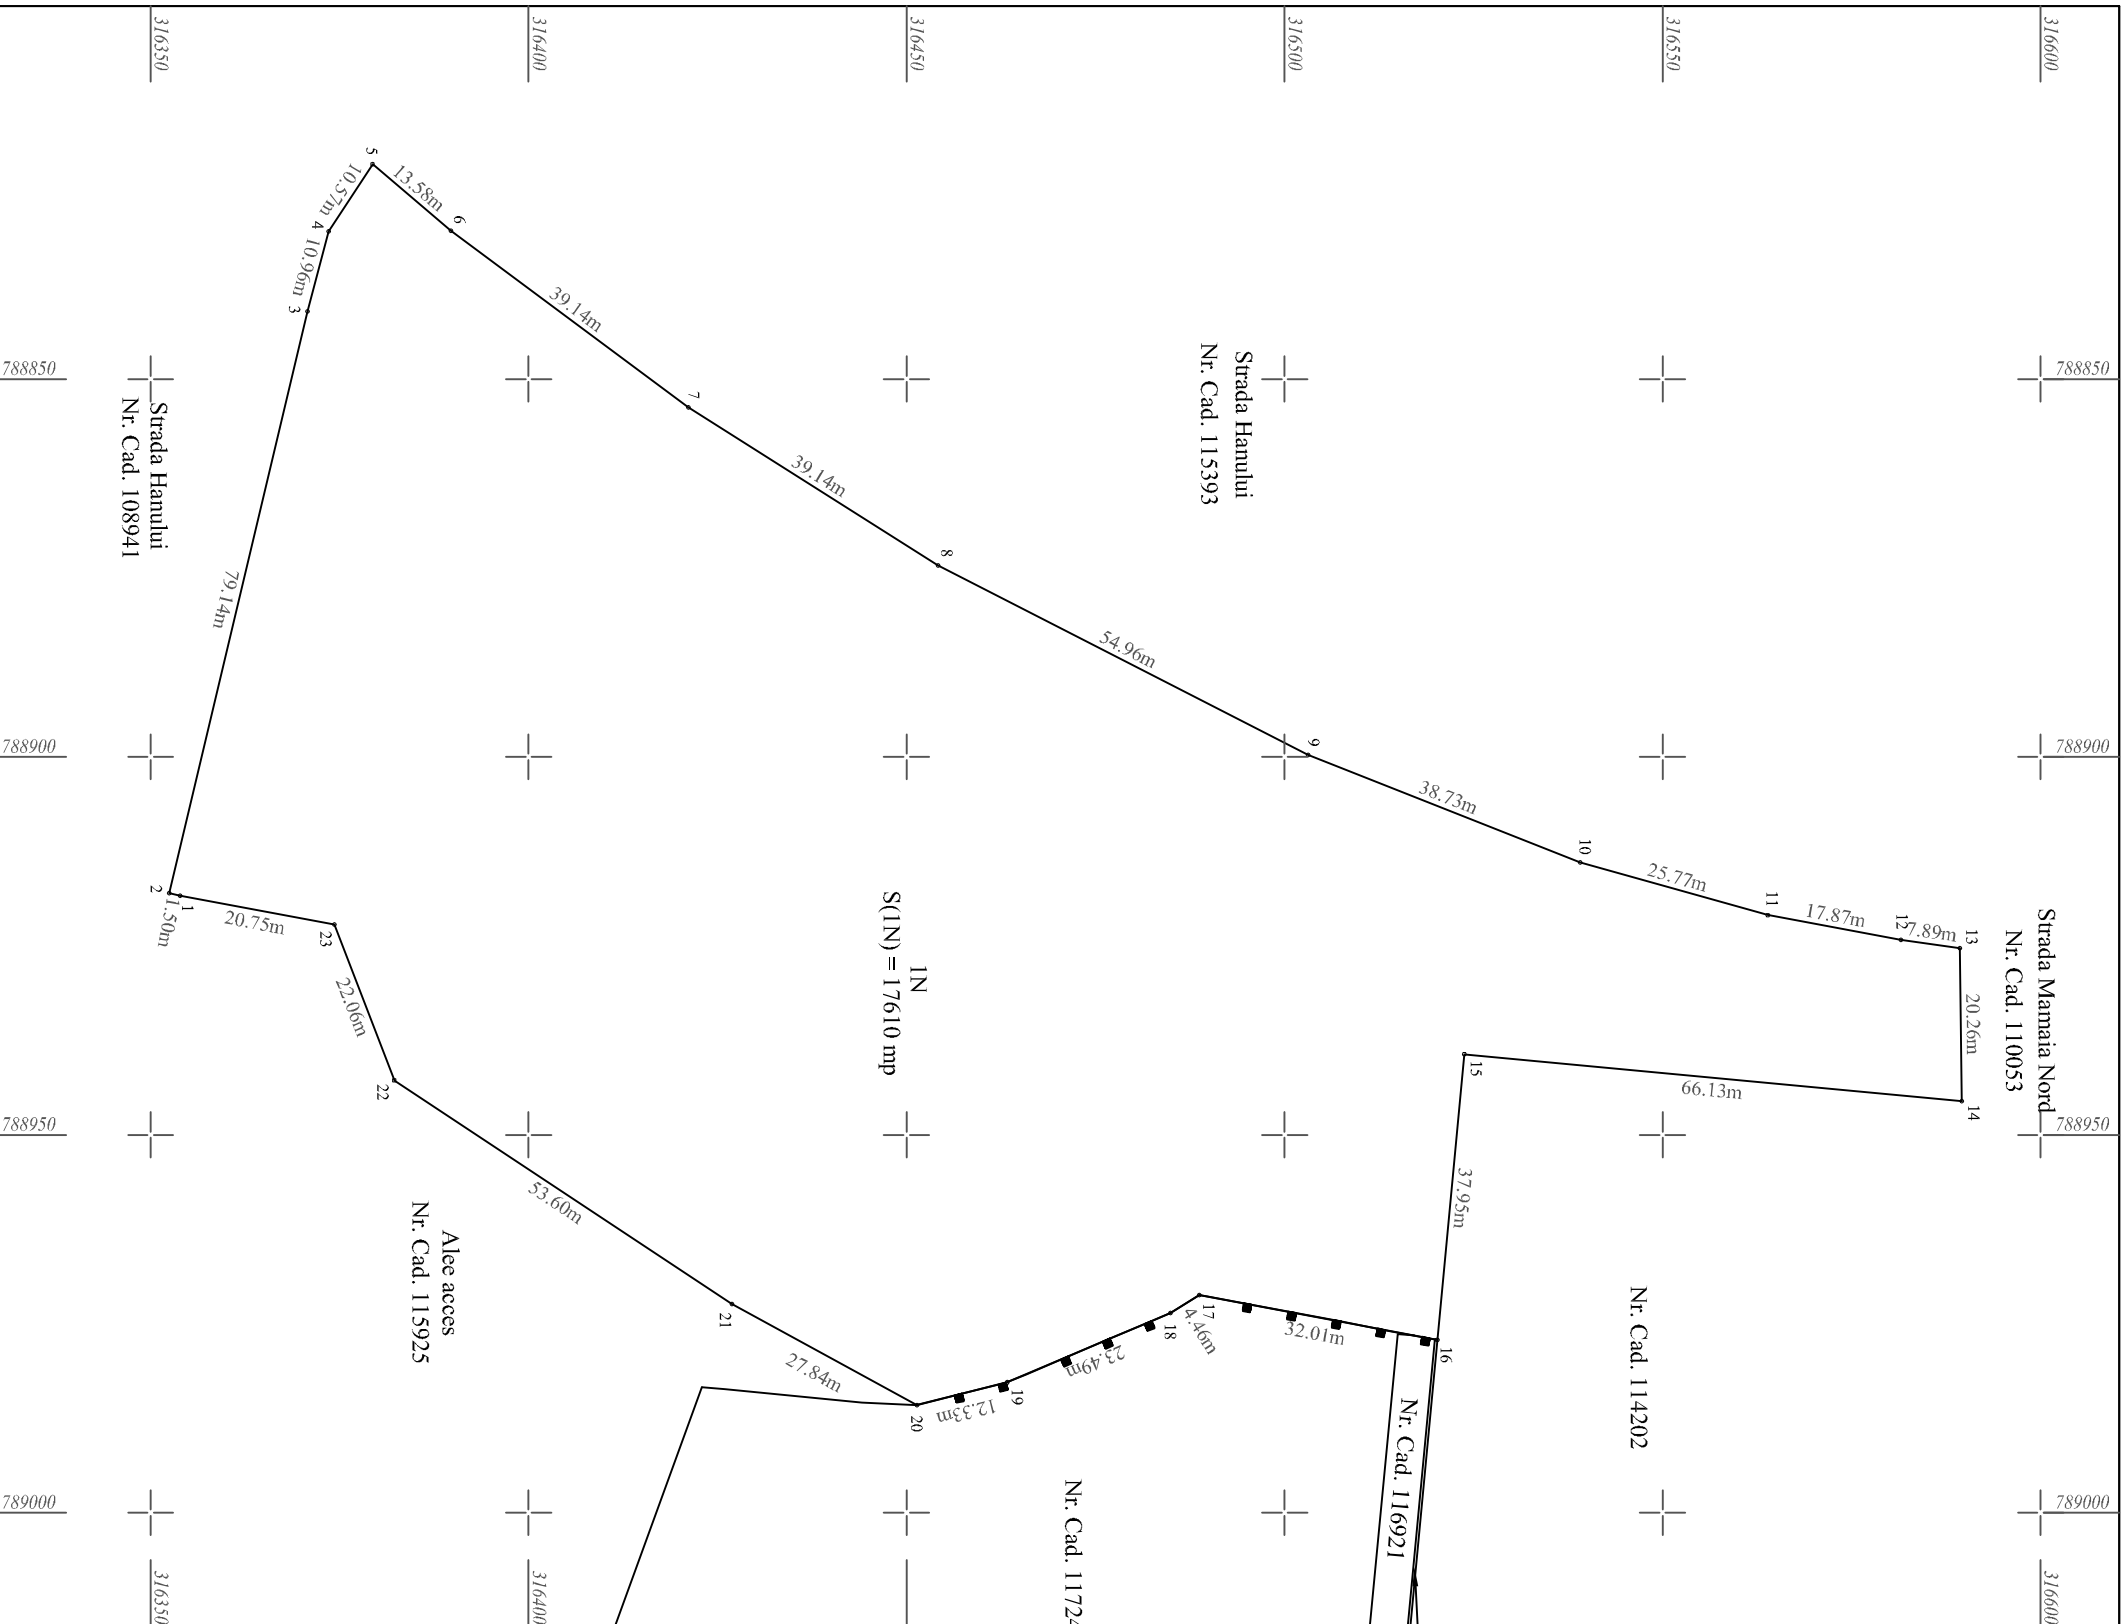 316350
316400
316450
316500
316550
316600
5
10.57m
13.58m
4
6
10.96m
3
39.14m
788850
788850
7
Strada Hanului
Nr. Cad. 115393
Strada Hanului
Nr. Cad. 108941
39.14m
8
79.14m
54.96m
788900
788900
9
38.73m
10
25.77m
11
17.87m
12
7.89m
13
Strada Mamaia Nord
Nr. Cad. 110053
2
1
1.50m
20.75m
23
1N
S(1N) = 17610 mp
22.06m
20.26m
15
66.13m
14
22
788950
788950
53.60m
37.95m
Alee acces
Nr. Cad. 115925
21
17
4.46m
18
32.01m
16
Nr. Cad. 114202
27.84m
23.49m
19
12.33m
20
Nr. Cad. 116921
Nr. Cad. 11724
789000
789000
316350
316400
316600